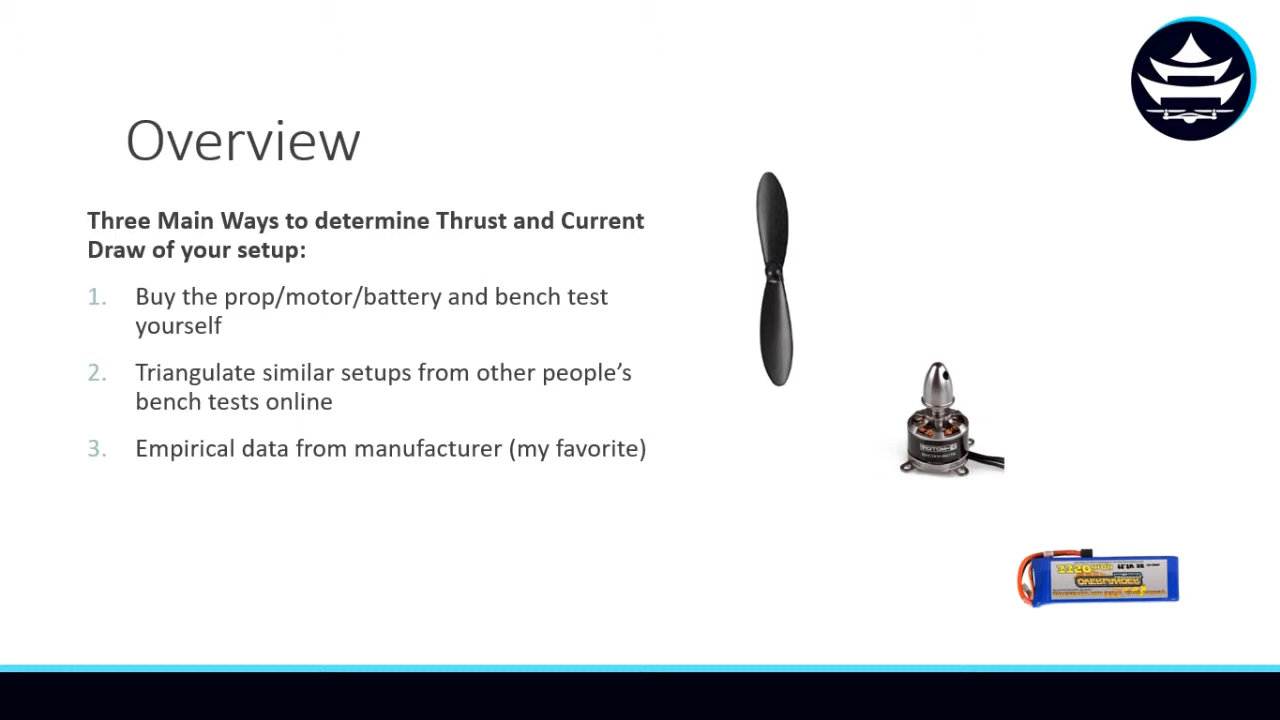 Overview
Three Main Ways to determine Thrust and Current
Draw of your setup:
1. Buy the prop/motor/battery and bench test
yourself
2. Triangulate similar setups from other people's
bench tests online
3. Empirical data from manufacturer (my favorite)
OVERLANDER